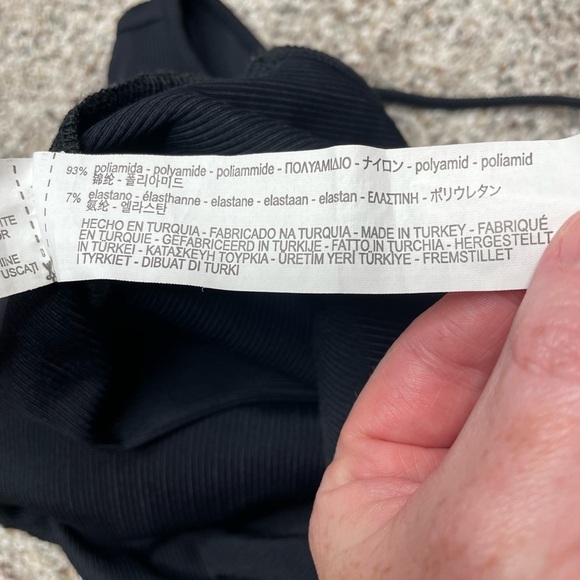 93% poliamida - polyamide - poliammide - ΠΟΛΥΑΜΙΔΙΟ - ナイロン - polyamid - poliamid
锦纶 - 폴리아미드
7% elastano - élasthanne - elastane - elastaan - elastan - ΕΛΑΣΤΙΝΗ - ポリウレタン
氨纶 - 엘라스탄
HECHO EN TURQUIA - FABRICADO NA TURQUIA - MADE IN TURKEY - FABRIQUÉ
EN TURQUIE - GEFABRICEERD IN TURKIJE - FATTO IN TURCHIA - HERGESTELLT
IN TÜRKEI - ΚΑΤΑΣΚΕΥΗ ΤΟΥΡΚΙΑ - ÜRETİM YERİ TÜRKİYE - FREMSTILLET
I TYRKIET - DIBUAT DI TURKI